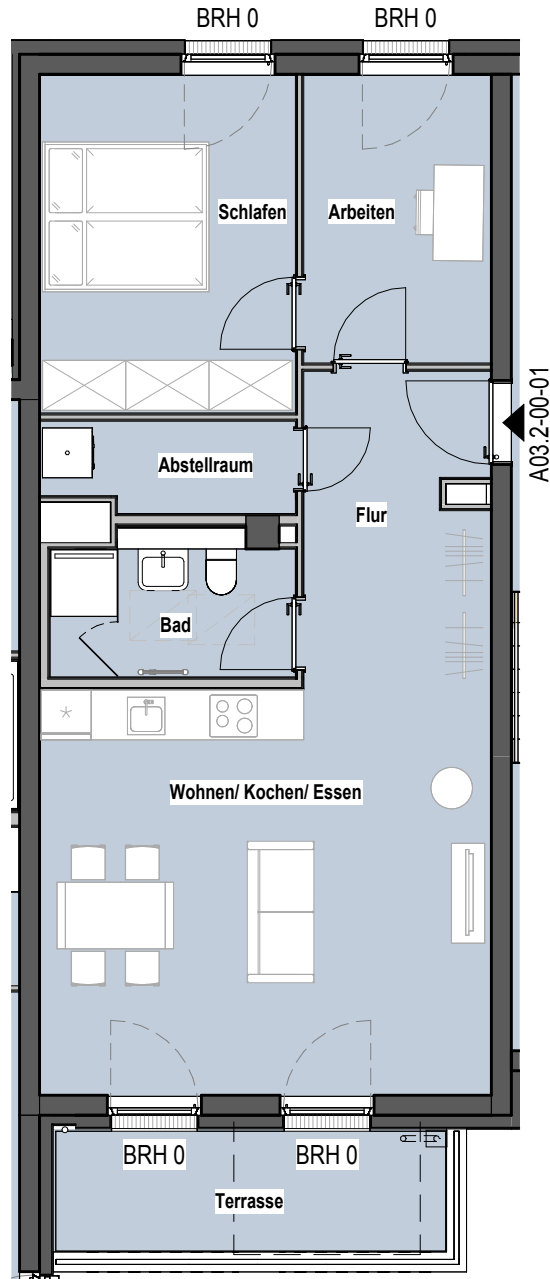 BRH 0
BRH 0
Schlafen
Arbeiten
A03.2-00-01
Abstellraum
Flur
Bad
Wohnen/ Kochen/ Essen
BRH 0
BRH 0
Terrasse